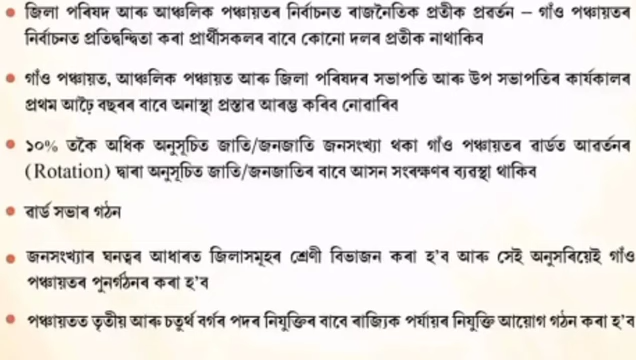 • জিলা পৰিষদ আৰু আঞ্চলিক পঞ্চায়তৰ নিৰ্বাচনত ৰাজনৈতিক প্ৰতীক প্ৰৱৰ্তন – গাঁও পঞ্চায়তৰ
নিৰ্বাচনত প্ৰতিদ্বন্দ্বিতা কৰা প্ৰাৰ্থীসকলৰ বাবে কোনো দলৰ প্ৰতীক নাথাকিব
• গাঁও পঞ্চায়ত, আঞ্চলিক পঞ্চায়ত আৰু জিলা পৰিষদৰ সভাপতি আৰু উপ সভাপতিৰ কাৰ্যকালৰ
প্ৰথম আঢ়ৈ বছৰৰ বাবে অনাস্থা প্ৰস্তাৱ আৰম্ভ কৰিব নোৱাৰিব
• ১০% তকৈ অধিক অনুসূচিত জাতি/জনজাতি জনসংখ্যা থকা গাঁও পঞ্চায়তৰ ৱাৰ্ডত আৱৰ্তনৰ
(Rotation) দ্বাৰা অনুসূচিত জাতি/জনজাতিৰ বাবে আসন সংৰক্ষণৰ ব্যৱস্থা থাকিব
• ৱাৰ্ড সভাৰ গঠন
• জনসংখ্যাৰ ঘনত্বৰ আধাৰত জিলাসমূহৰ শ্ৰেণী বিভাজন কৰা হ'ব আৰু সেই অনুসৰিয়েই গাঁও
পঞ্চায়তৰ পুনৰ্গঠনৰ কৰা হ'ব
• পঞ্চায়তত তৃতীয় আৰু চতুৰ্থ বৰ্গৰ পদৰ নিযুক্তিৰ বাবে ৰাজ্যিক পৰ্যায়ৰ নিযুক্তি আয়োগ গঠন কৰা হ'ব